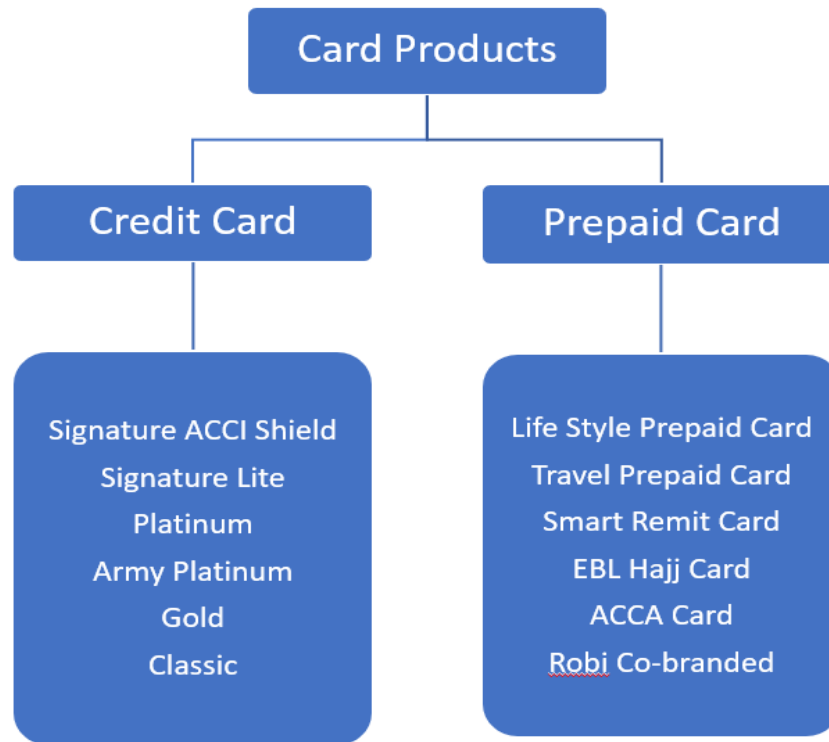 Card Products
Credit Card
Prepaid Card
Signature ACCI Shield
Signature Lite
Platinum
Army Platinum
Gold
Classic
Life Style Prepaid Card
Travel Prepaid Card
Smart Remit Card
EBL Hajj Card
ACCA Card
Robi Co-branded